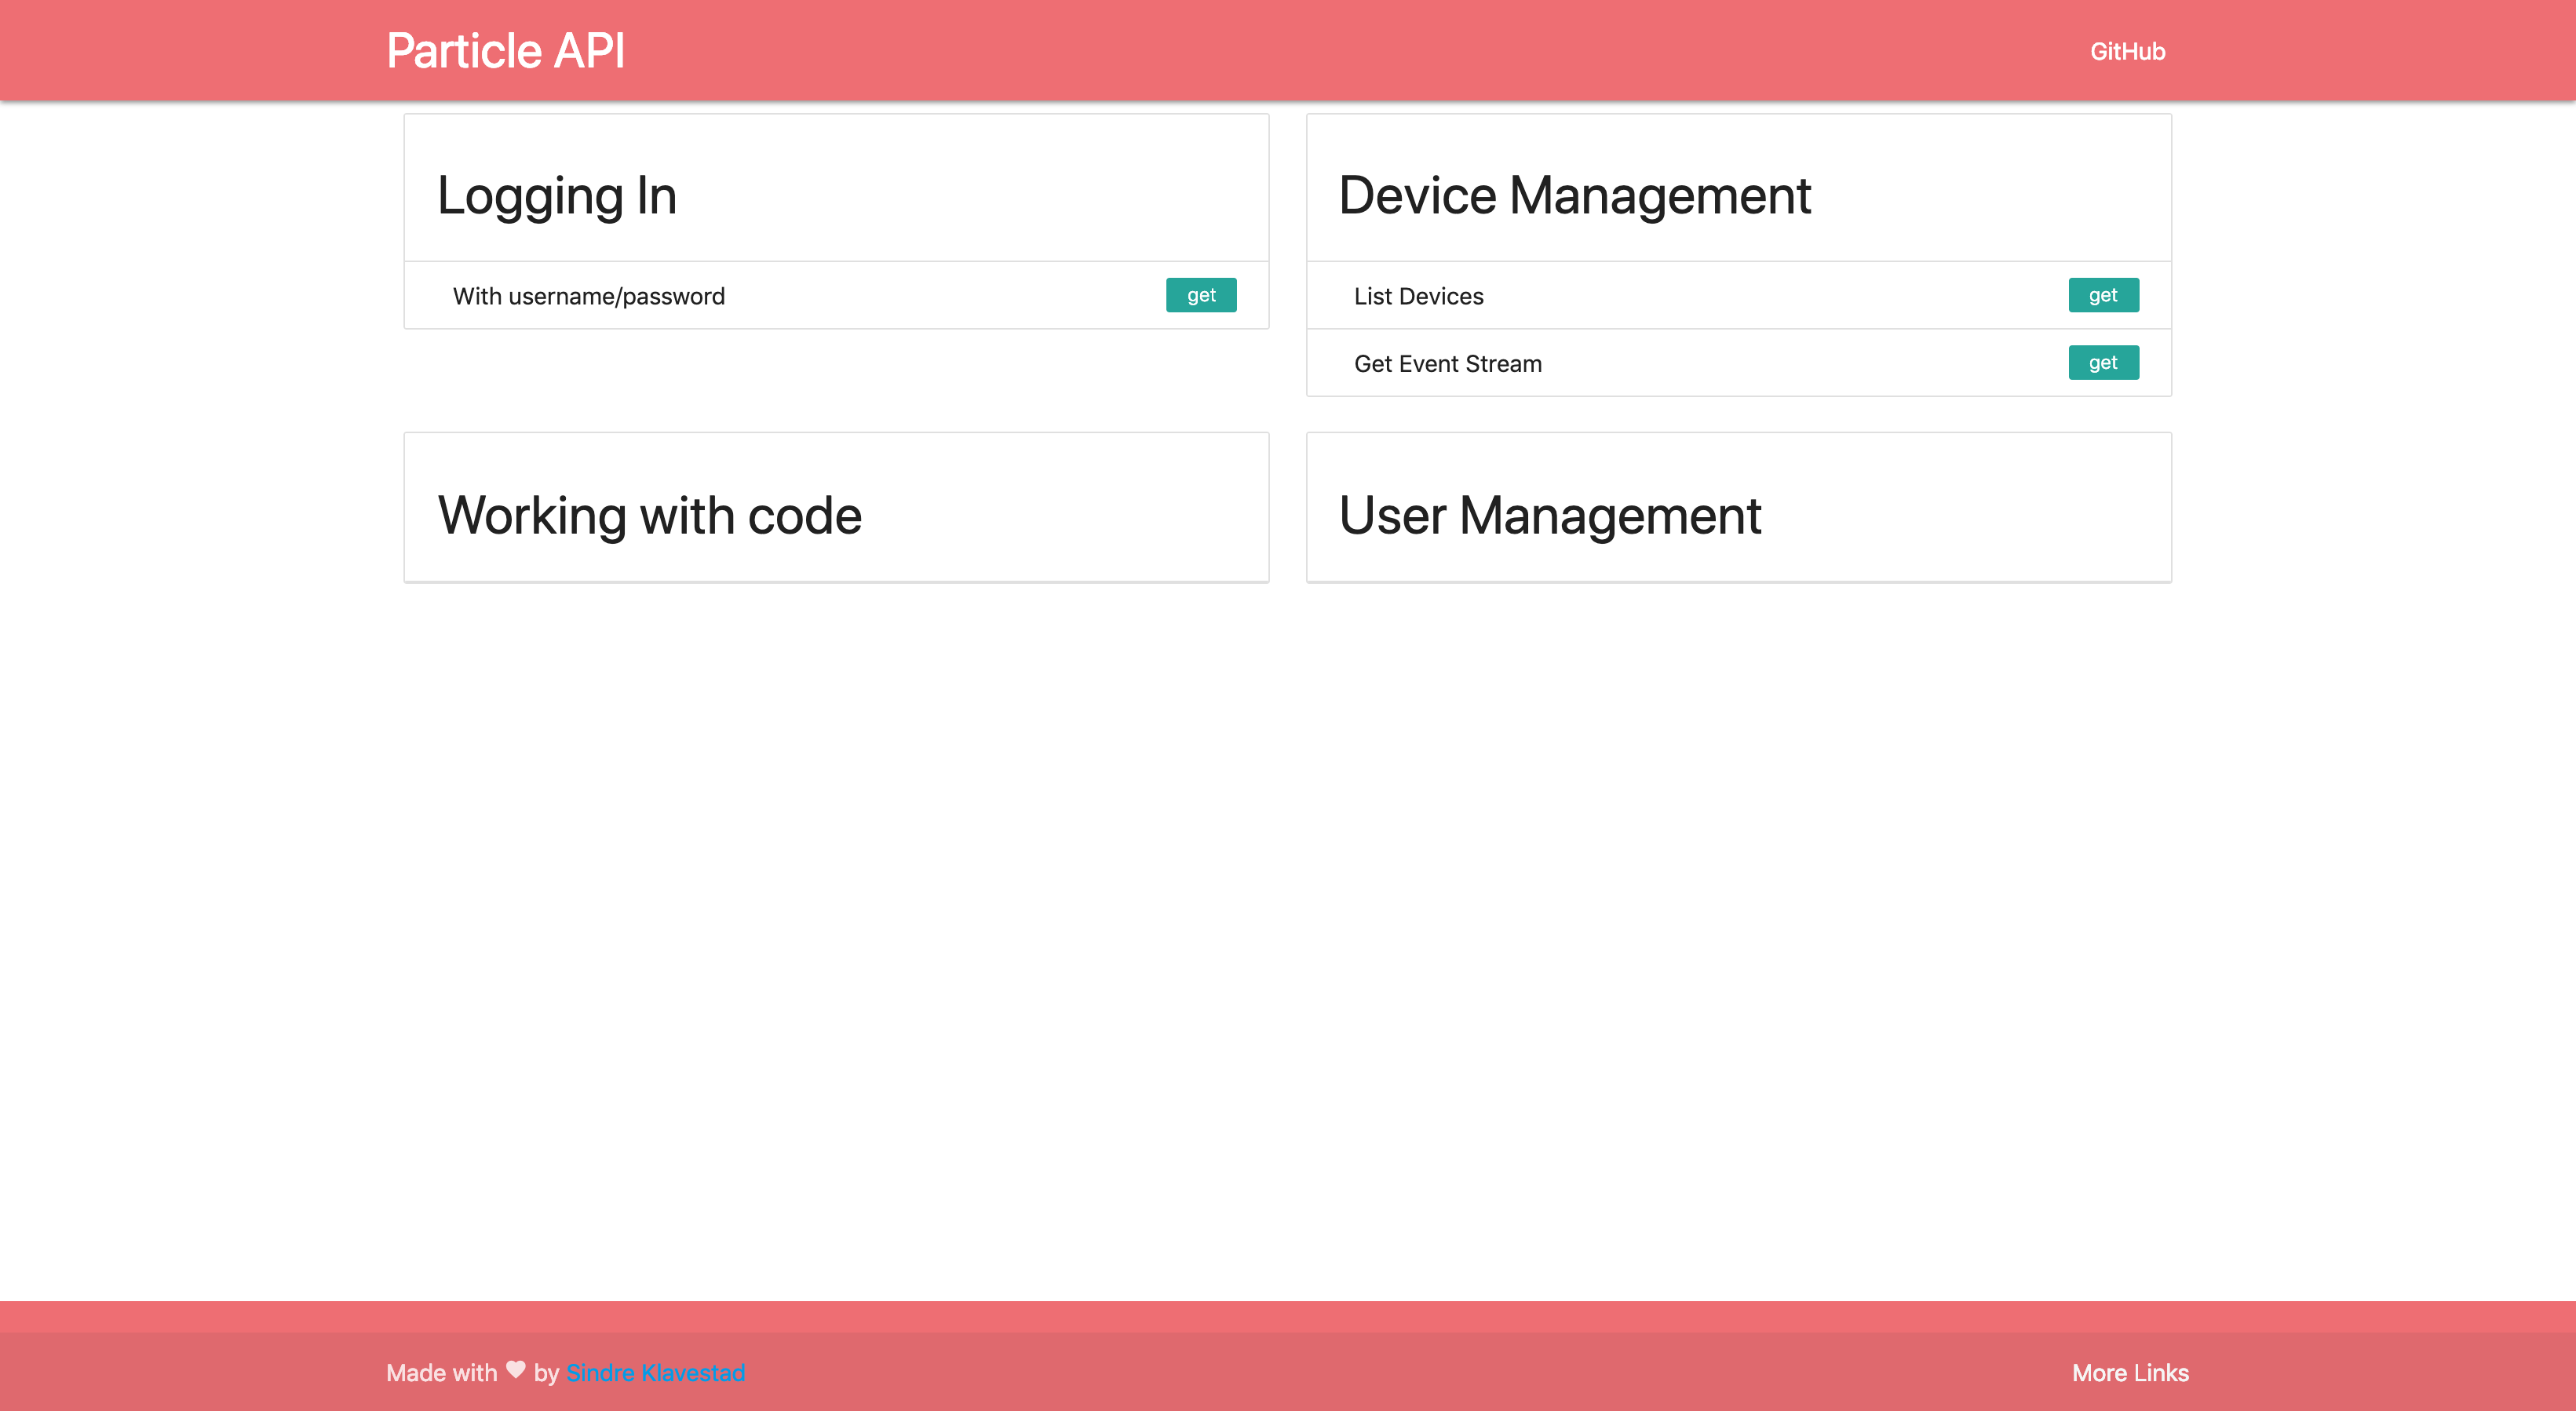 Particle API
GitHub
Logging In
With username/password
get
Device Management
List Devices
get
Get Event Stream
get
Working with code
User Management
Made with ♥ by Sindre Klavestad
More Links